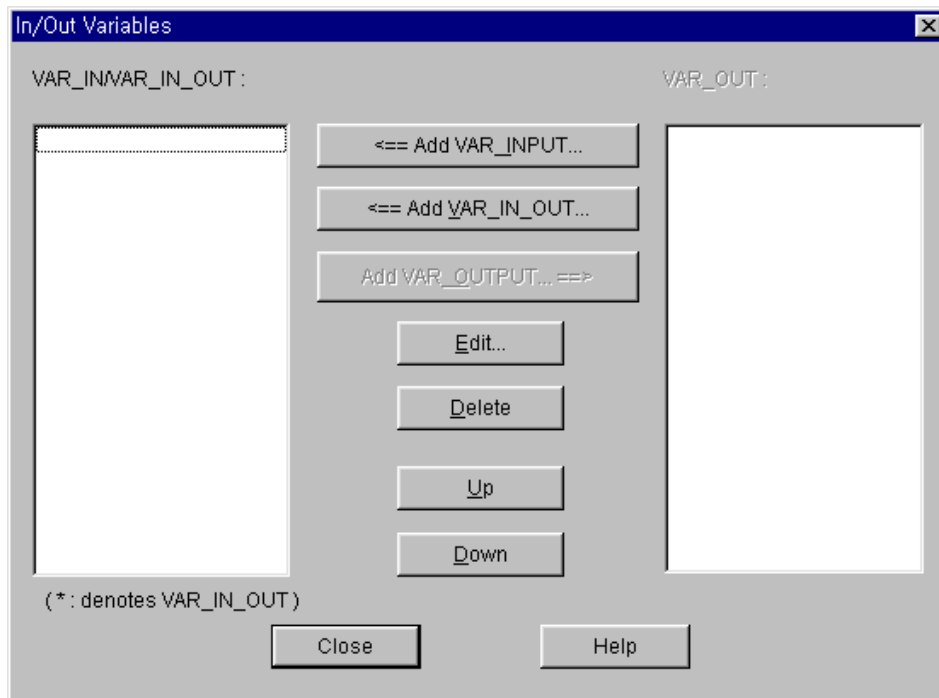 In/Out Variables
VAR_IN/VAR_IN_OUT :
VAR_OUT :
<== Add VAR_INPUT...
<== Add VAR_IN_OUT...
Add VAR_OUTPUT... ==>
Edit...
Delete
Up
Down
( * : denotes VAR_IN_OUT )
Close
Help